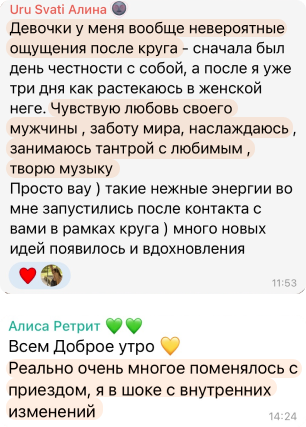 Uru Svati Алина
Девочки у меня вообще невероятные
ощущения после круга - сначала был
день честности с собой, а после я уже
три дня как растекаюсь в женской
неге. Чувствую любовь своего
мужчины , заботу мира, наслаждаюсь ,
занимаюсь тантрой с любимым ,
творю музыку
Просто вау ) такие нежные энергии во
мне запустились после контакта с
вами в рамках круга ) много новых
идей появилось и вдохновления
11:53
Алиса Ретрит 💚💚
Всем Доброе утро 💛
Реально очень многое поменялось с
приездом, я в шоке с внутренних
изменений
14:24